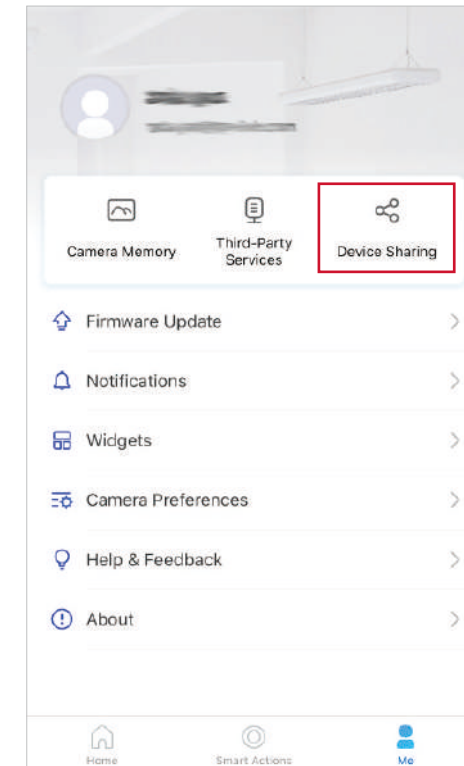 Camera Memory
Third-Party
Services
Device Sharing
Firmware Update
Notifications
Widgets
Camera Preferences
Help & Feedback
About
Home
Smart Actions
Me